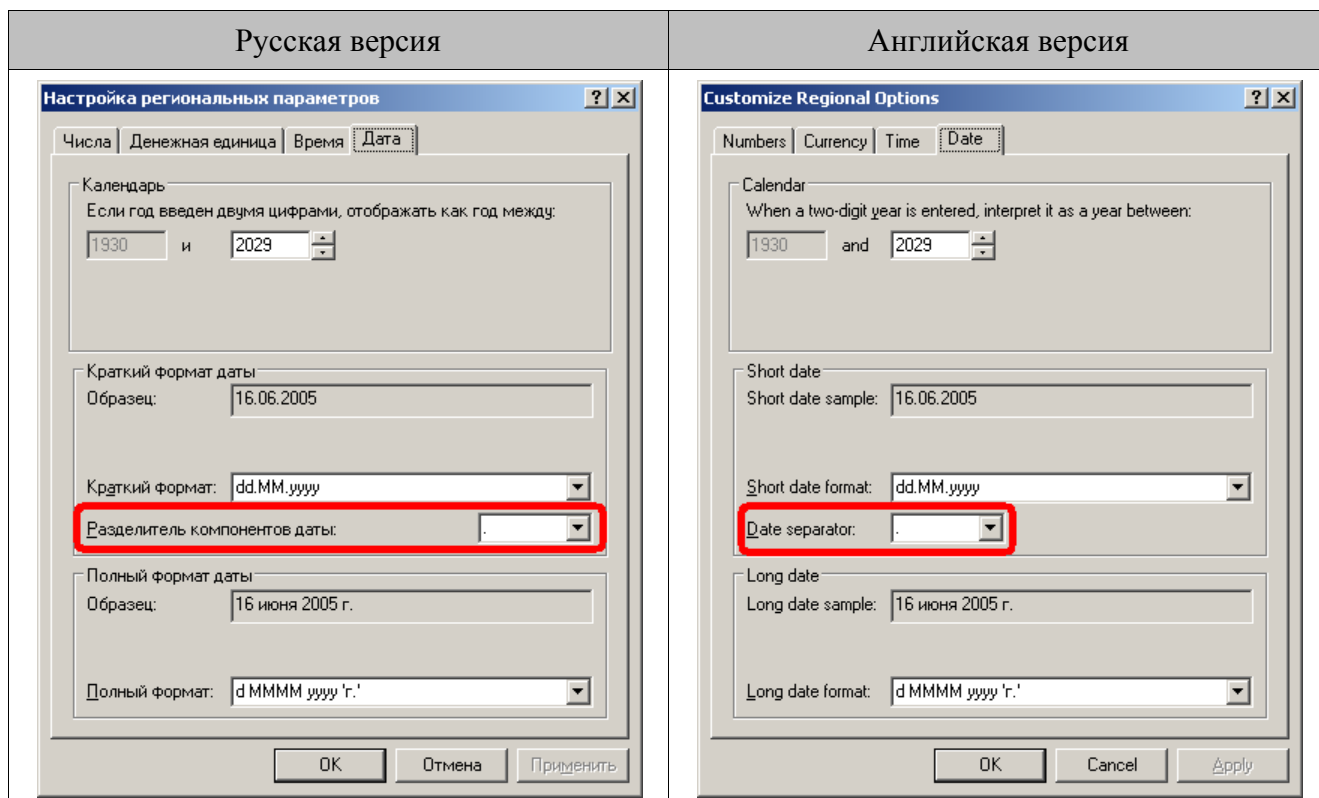 Русская версия
Английская версия
Настройка региональных параметров
Числа Денежная единица Время Дата
Календарь
Если год введен двумя цифрами, отображать как год между:
1930 и 2029
Краткий формат даты
Образец: 16.06.2005
Краткий формат: dd.MM.yyyy
Разделитель компонентов даты: .
Полный формат даты
Образец: 16 июня 2005 г.
Полный формат: d MMMM yyyy 'г.'
OK Отмена Применить
Customize Regional Options
Numbers Currency Time Date
Calendar
When a two-digit year is entered, interpret it as a year between:
1930 and 2029
Short date
Short date sample: 16.06.2005
Short date format: dd.MM.yyyy
Date separator: .
Long date
Long date sample: 16 июня 2005 г.
Long date format: d MMMM yyyy 'г.'
OK Cancel Apply